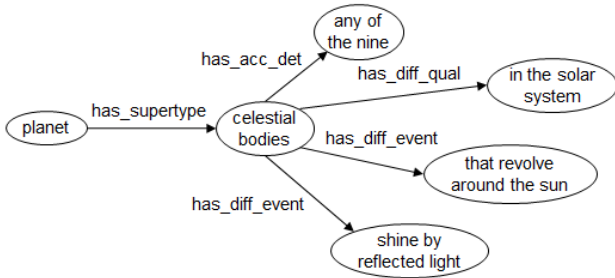 any of
the nine
has_acc_det
has_diff_qual
in the solar
system
has_supertype
planet
celestial
bodies
has_diff_event
that revolve
around the sun
has_diff_event
shine by
reflected light